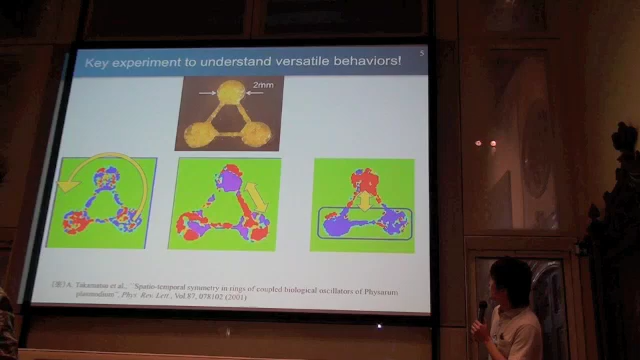 5
Key experiment to understand versatile behaviors!
2mm
A. Takamatsu et al., "Spatio-temporal symmetry in rings of coupled biological oscillators of Physarum
plasmodium", Phys. Rev. Lett., Vol.87, 078102 (2001)